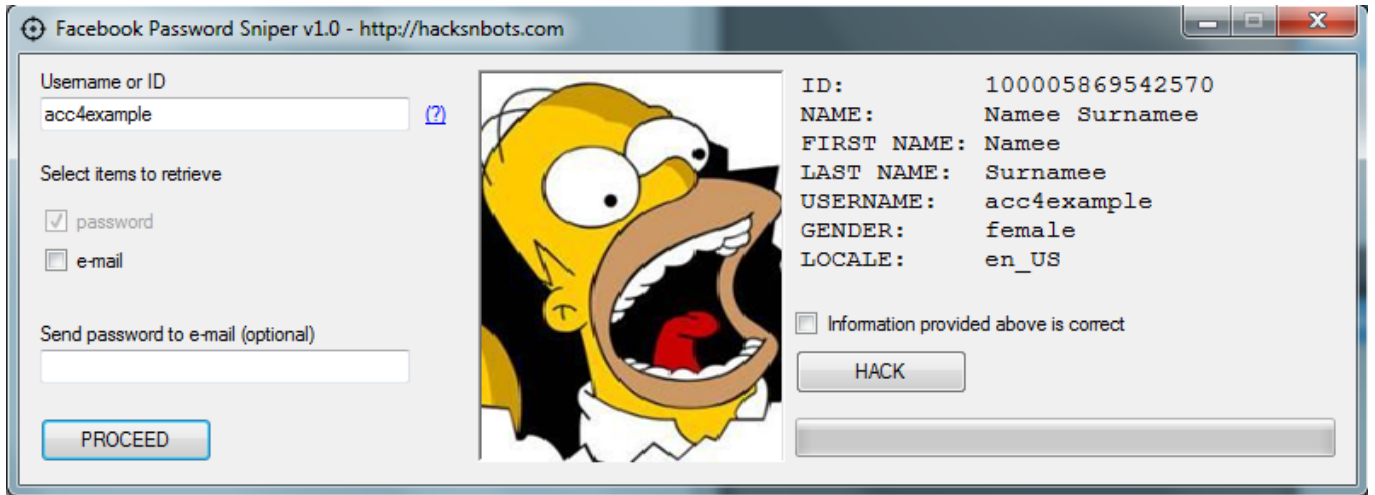 Facebook Password Sniper v1.0 - http://hacksnbots.com
Username or ID
acc4example
(?)
Select items to retrieve
password
e-mail
Send password to e-mail (optional)
PROCEED
ID: 100005869542570
NAME: Namee Surnamee
FIRST NAME: Namee
LAST NAME: Surnamee
USERNAME: acc4example
GENDER: female
LOCALE: en_US
Information provided above is correct
HACK